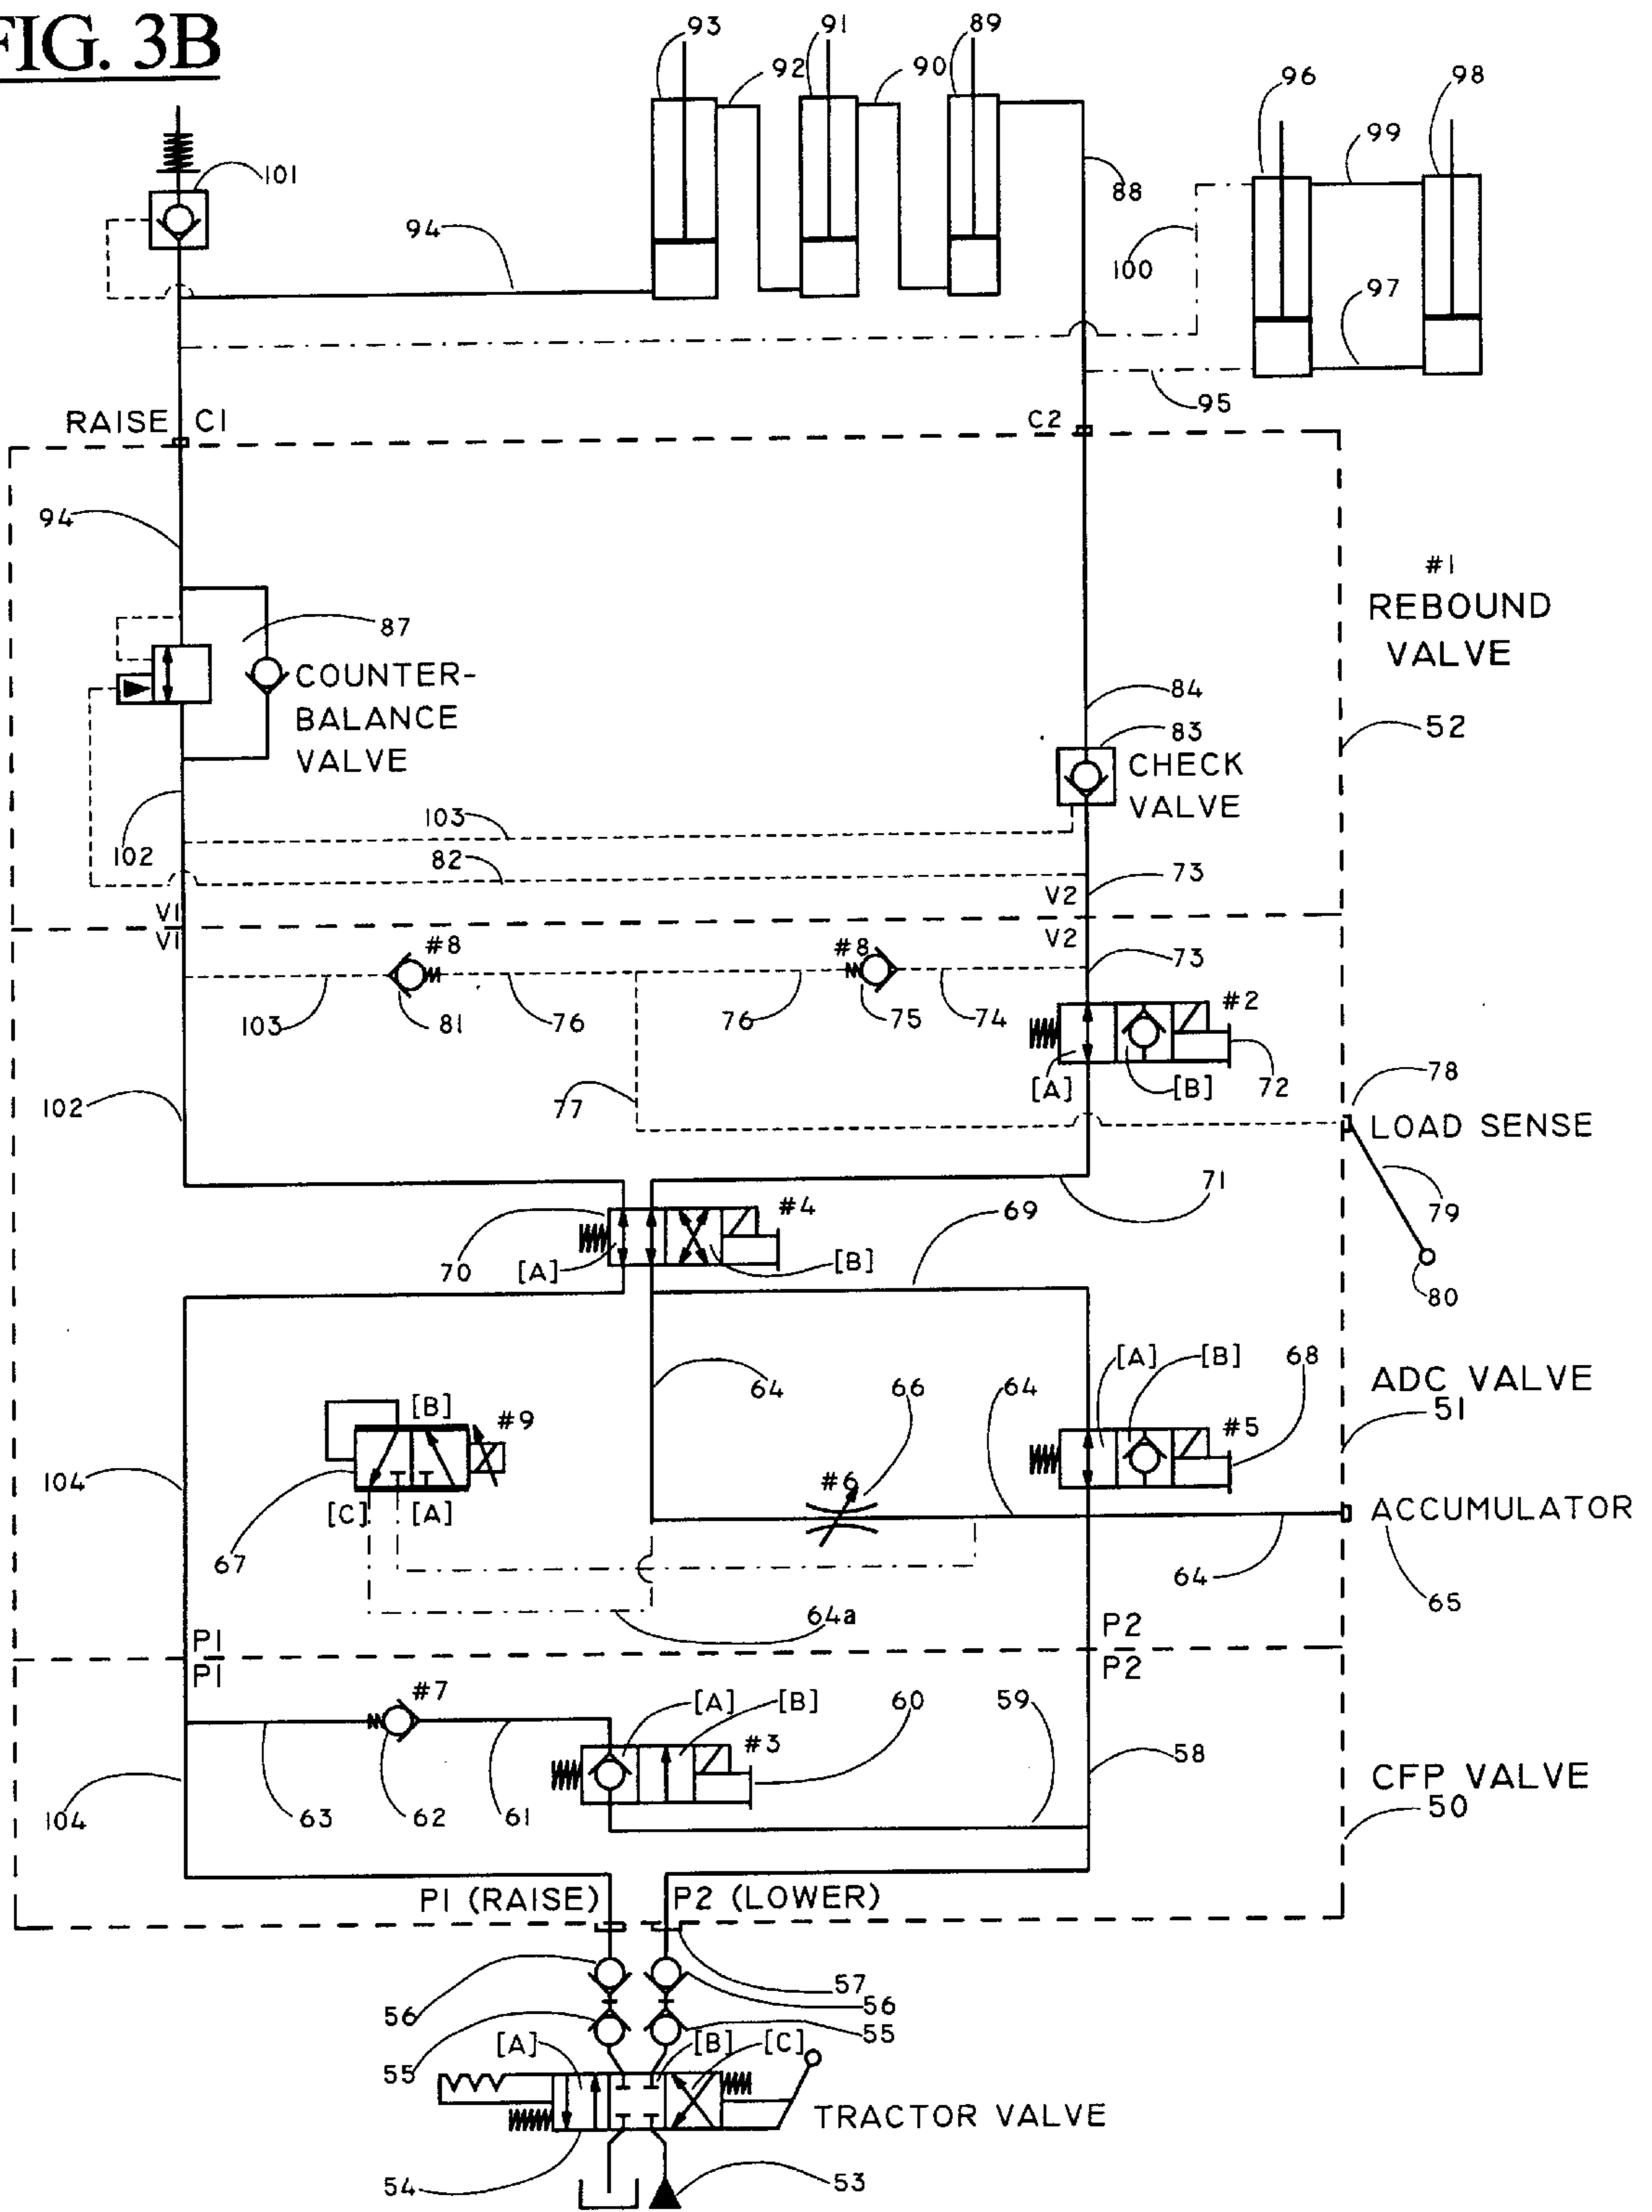 FIG. 3B
93
91
89
92
90
96
98
99
101
88
94
100
97
95
RAISE C1
C2
94
#1
REBOUND
VALVE
87
COUNTER-
BALANCE
VALVE
84
83
52
CHECK
VALVE
103
102
82
73
V1
V2
V1
V2
#8
#8
73
103
81
76
76
75
74
#2
[A]
[B]
72
78
102
77
LOAD SENSE
71
79
#4
69
70
[A]
[B]
80
[A]
[B]
68
64
66
64
ADC VALVE
51
[B]
#9
#5
104
#6
[C]
[A]
ACCUMULATOR
67
64
65
64a
P1
P2
P1
P2
#7
[A]
[B]
60
59
#3
58
CFP VALVE
50
104
63
62
61
P1 (RAISE)
P2 (LOWER)
57
56
56
55
[A]
[B]
[C]
55
TRACTOR VALVE
54
53